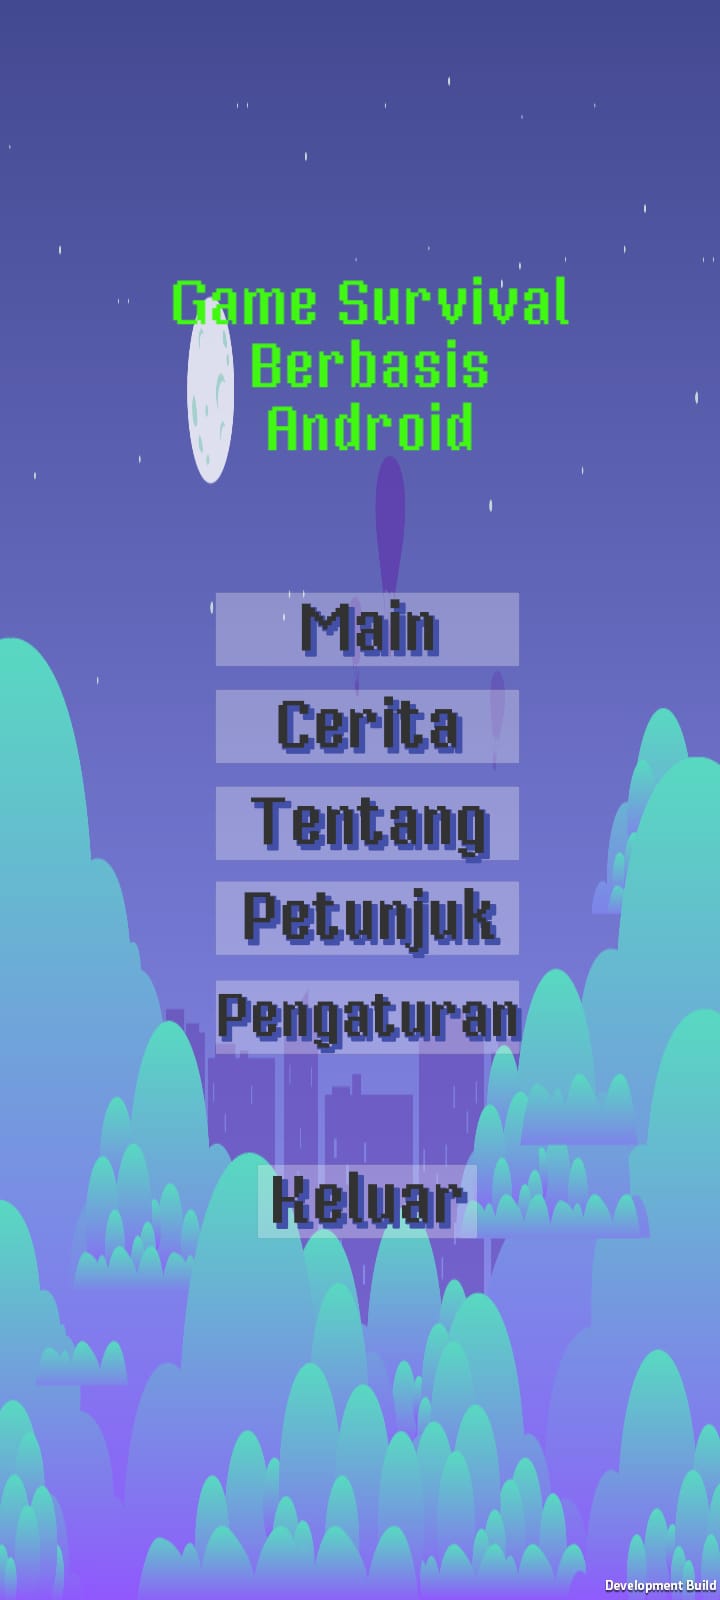 Game Survival
Berbasis
Android
Main
Cerita
Tentang
Petunjuk
Pengaturan
Keluar
Development Build